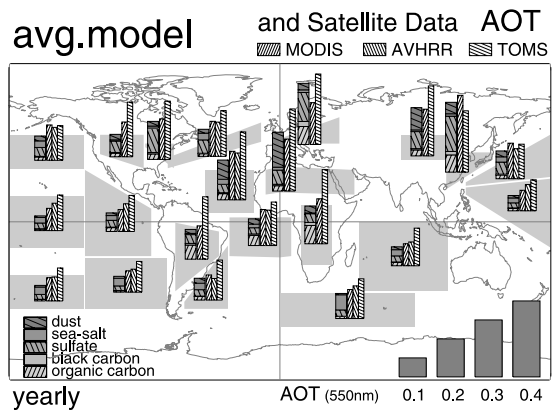 avg.model and Satellite Data AOT
MODIS AVHRR TOMS
dust
sea-salt
sulfate
black carbon
organic carbon
yearly AOT (550nm) 0.1 0.2 0.3 0.4